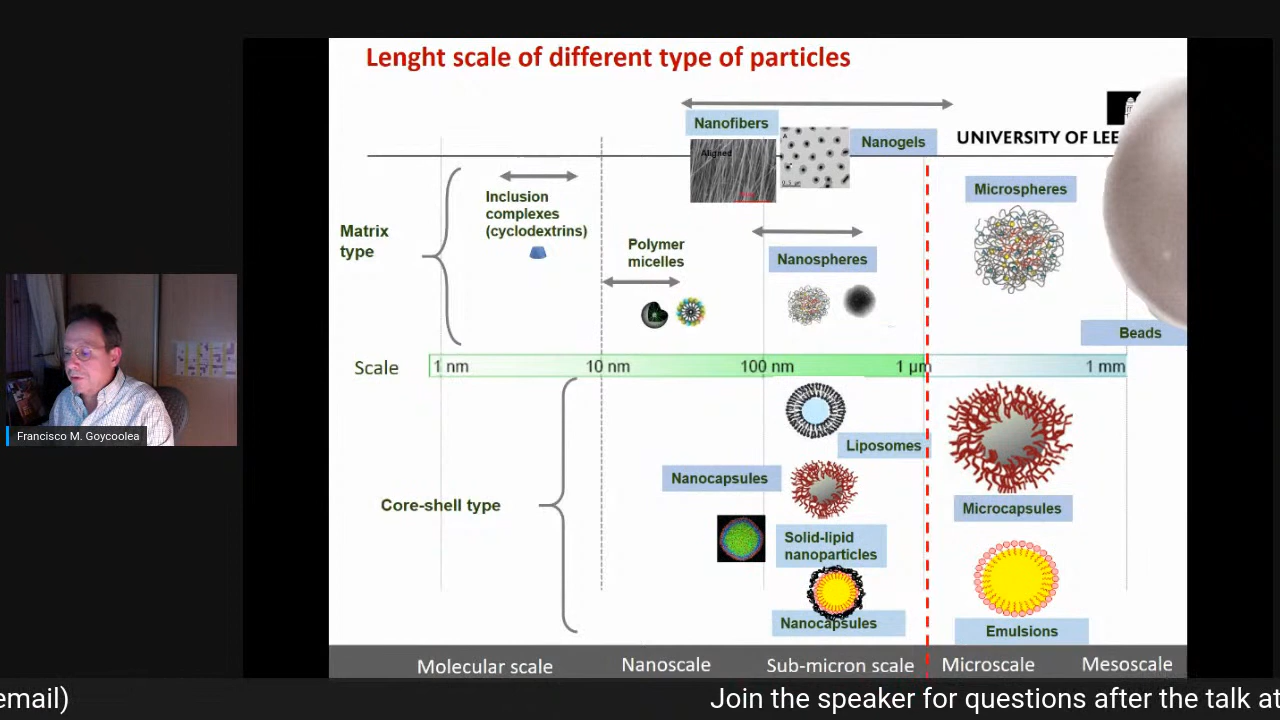 Lenght scale of different type of particles
Nanofibers
Nanogels
UNIVERSITY OF LEE
Aligned
A
Microspheres
Inclusion
complexes
(cyclodextrins)
Matrix
type
Polymer
micelles
Nanospheres
Beads
Scale
1 nm
10 nm
100 nm
1 µm
1 mm
Liposomes
Nanocapsules
Core-shell type
Microcapsules
Solid-lipid
nanoparticles
Nanocapsules
Emulsions
Molecular scale
Nanoscale
Sub-micron scale
Microscale
Mesoscale
Francisco M. Goycoolea
email)
Join the speaker for questions after the talk at